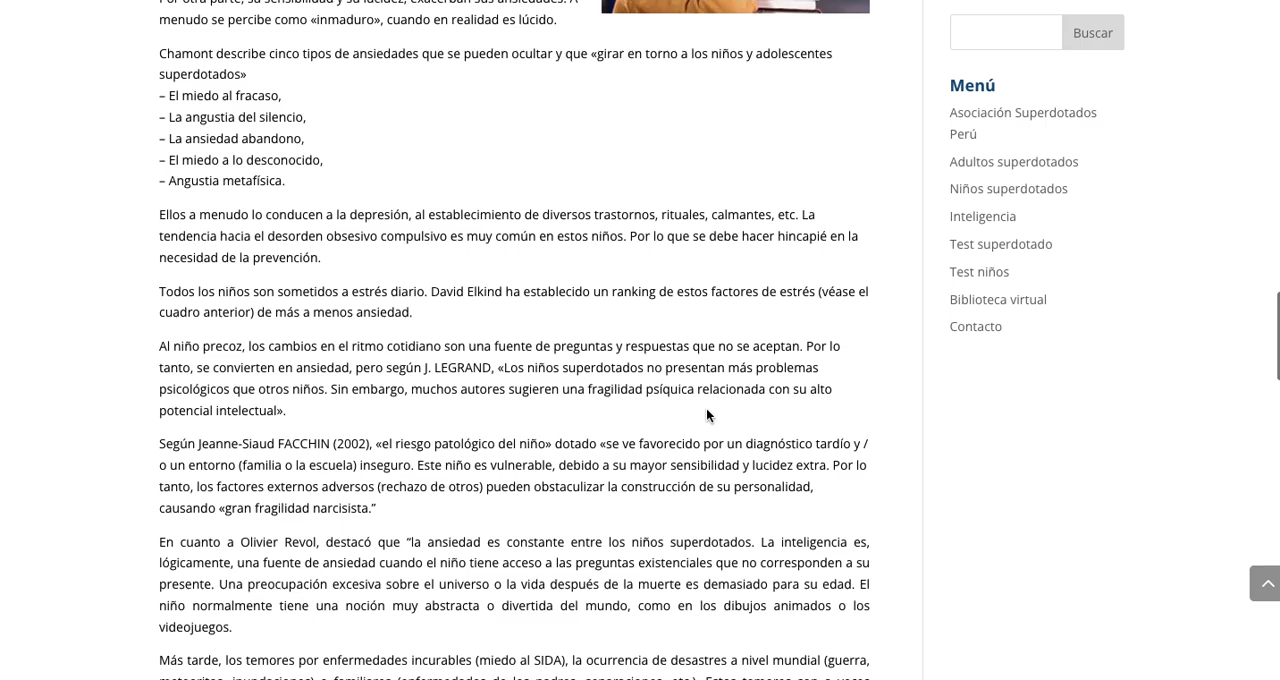 menudo se percibe como «inmaduro», cuando en realidad es lúcido.
Chamont describe cinco tipos de ansiedades que se pueden ocultar y que «girar en torno a los niños y adolescentes
superdotados»
– El miedo al fracaso,
– La angustia del silencio,
– La ansiedad abandono,
– El miedo a lo desconocido,
– Angustia metafísica.
Ellos a menudo lo conducen a la depresión, al establecimiento de diversos trastornos, rituales, calmantes, etc. La
tendencia hacia el desorden obsesivo compulsivo es muy común en estos niños. Por lo que se debe hacer hincapié en la
necesidad de la prevención.
Todos los niños son sometidos a estrés diario. David Elkind ha establecido un ranking de estos factores de estrés (véase el
cuadro anterior) de más a menos ansiedad.
Al niño precoz, los cambios en el ritmo cotidiano son una fuente de preguntas y respuestas que no se aceptan. Por lo
tanto, se convierten en ansiedad, pero según J. LEGRAND, «Los niños superdotados no presentan más problemas
psicológicos que otros niños. Sin embargo, muchos autores sugieren una fragilidad psíquica relacionada con su alto
potencial intelectual».
Según Jeanne-Siaud FACCHIN (2002), «el riesgo patológico del niño» dotado «se ve favorecido por un diagnóstico tardío y /
o un entorno (familia o la escuela) inseguro. Este niño es vulnerable, debido a su mayor sensibilidad y lucidez extra. Por lo
tanto, los factores externos adversos (rechazo de otros) pueden obstaculizar la construcción de su personalidad,
causando «gran fragilidad narcisista.”
En cuanto a Olivier Revol, destacó que “la ansiedad es constante entre los niños superdotados. La inteligencia es,
lógicamente, una fuente de ansiedad cuando el niño tiene acceso a las preguntas existenciales que no corresponden a su
presente. Una preocupación excesiva sobre el universo o la vida después de la muerte es demasiado para su edad. El
niño normalmente tiene una noción muy abstracta o divertida del mundo, como en los dibujos animados o los
videojuegos.
Más tarde, los temores por enfermedades incurables (miedo al SIDA), la ocurrencia de desastres a nivel mundial (guerra,
Buscar
Menú
Asociación Superdotados
Perú
Adultos superdotados
Niños superdotados
Inteligencia
Test superdotado
Test niños
Biblioteca virtual
Contacto